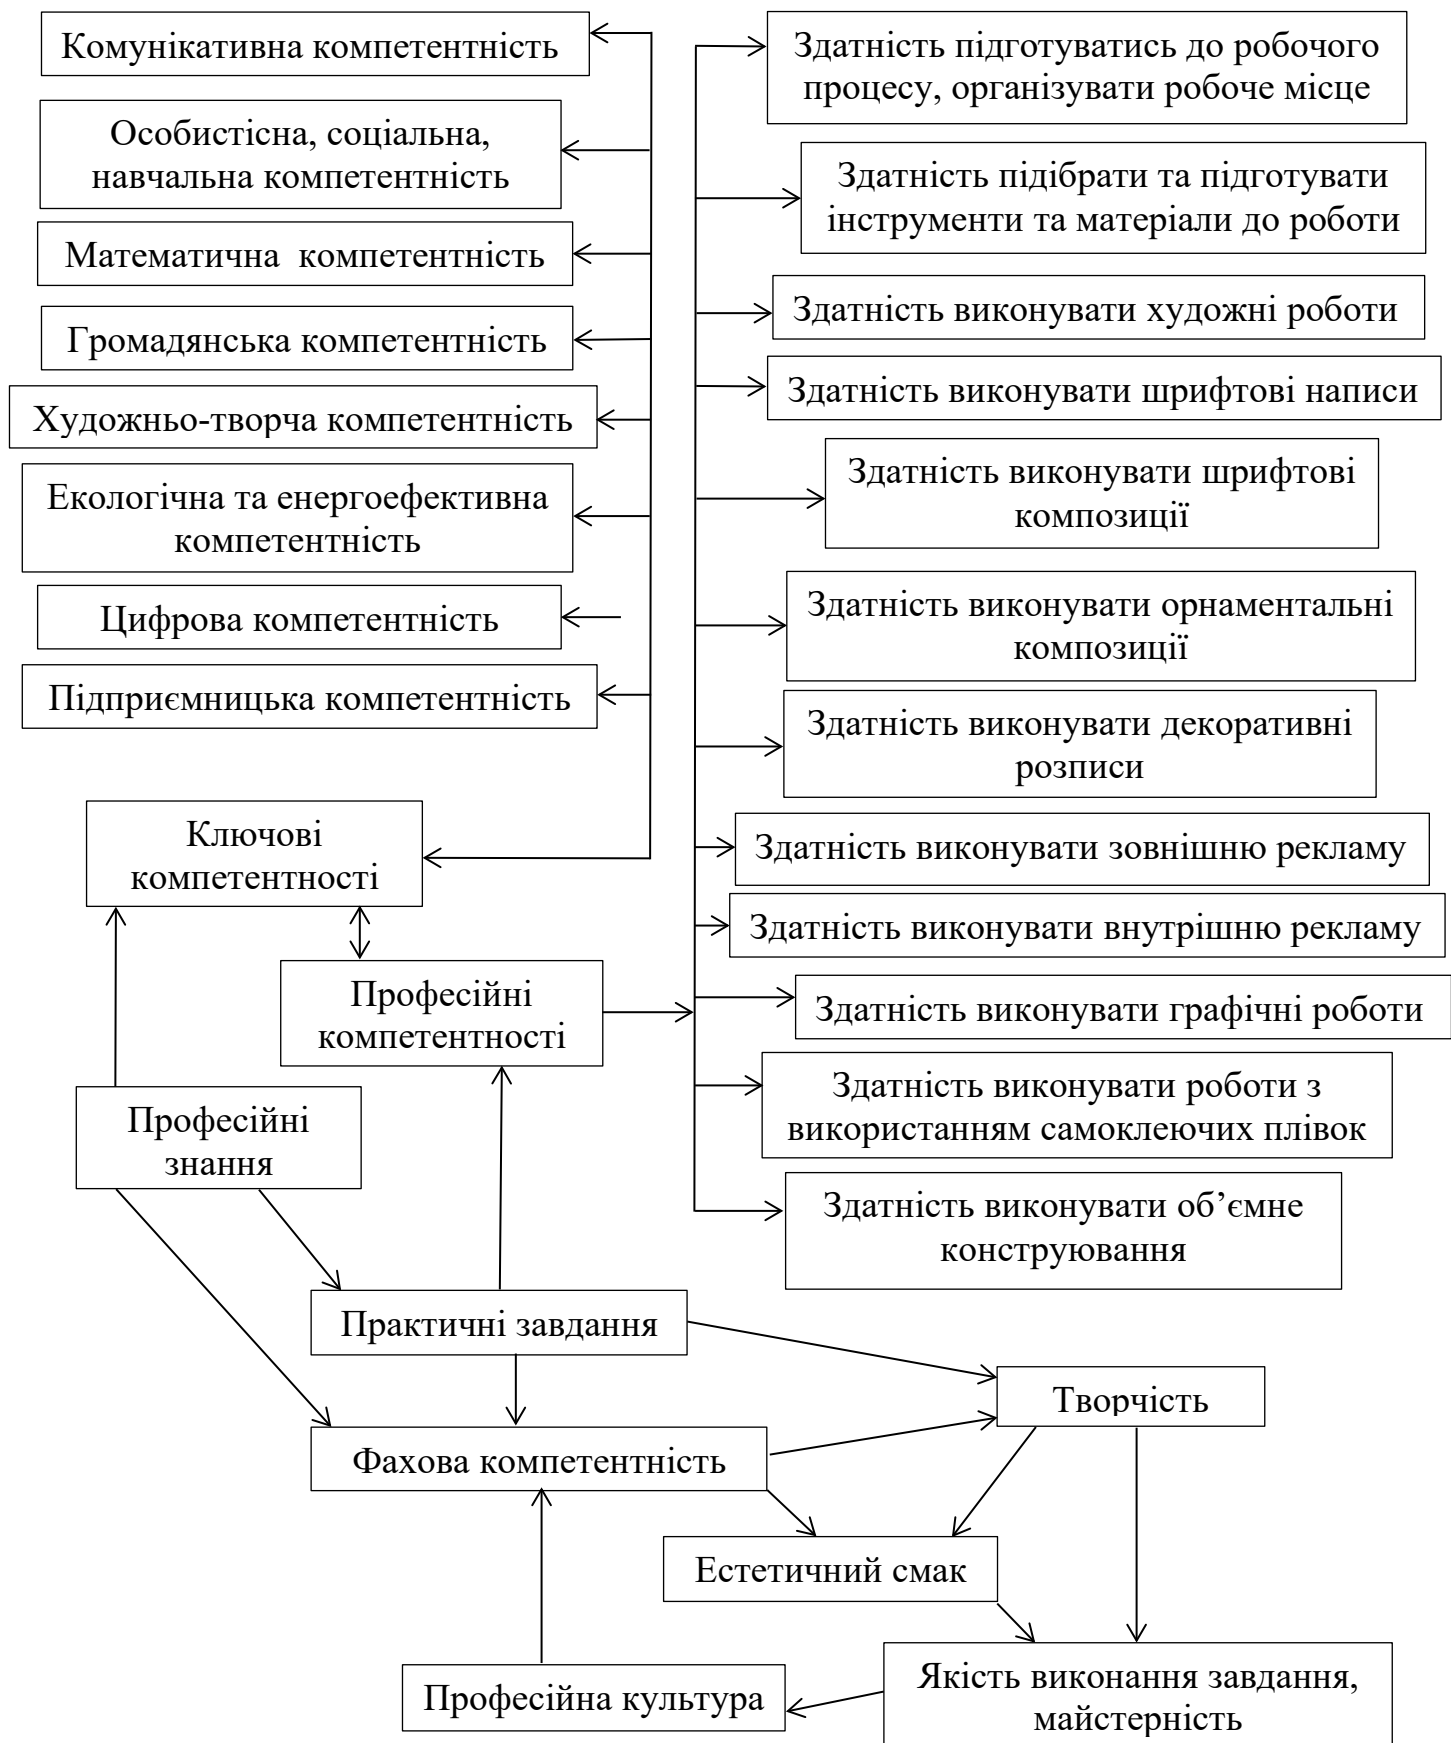 Комунікативна компетентність
Особистісна, соціальна,
навчальна компетентність
Математична компетентність
Громадянська компетентність
Художньо-творча компетентність
Екологічна та енергоефективна
компетентність
Цифрова компетентність
Підприємницька компетентність
Ключові
компетентності
Професійні
компетентності
Професійні
знання
Здатність підготуватись до робочого
процесу, організувати робоче місце
Здатність підібрати та підготувати
інструменти та матеріали до роботи
Здатність виконувати художні роботи
Здатність виконувати шрифтові написи
Здатність виконувати шрифтові
композиції
Здатність виконувати орнаментальні
композиції
Здатність виконувати декоративні
розписи
Здатність виконувати зовнішню рекламу
Здатність виконувати внутрішню рекламу
Здатність виконувати графічні роботи
Здатність виконувати роботи з
використанням самоклеючих плівок
Здатність виконувати об’ємне
конструювання
Практичні завдання
Творчість
Фахова компетентність
Естетичний смак
Професійна культура
Якість виконання завдання,
майстерність